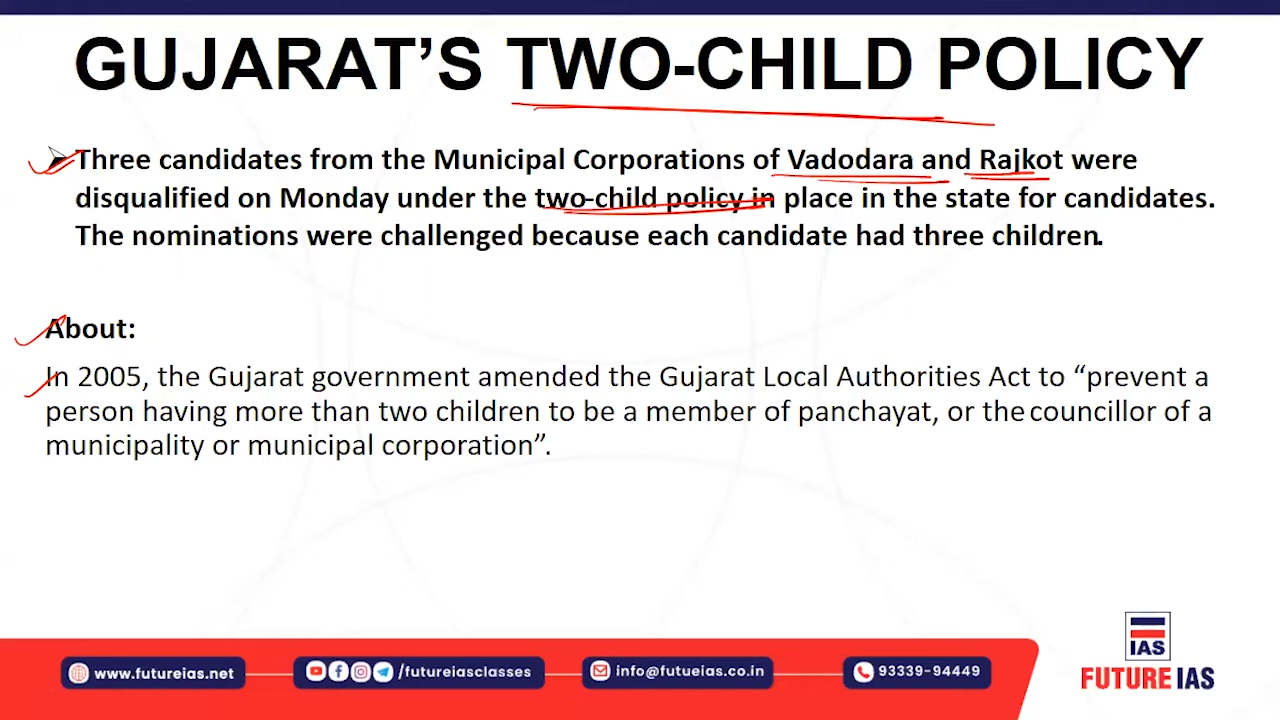 GUJARAT’S TWO-CHILD POLICY
Three candidates from the Municipal Corporations of Vadodara and Rajkot were
disqualified on Monday under the two-child policy in place in the state for candidates.
The nominations were challenged because each candidate had three children.
About:
In 2005, the Gujarat government amended the Gujarat Local Authorities Act to “prevent a
person having more than two children to be a member of panchayat, or the councillor of a
municipality or municipal corporation”.
IAS
www.futureias.net
/futureiasclasses
info@futueias.co.in
93339-94449
FUTURE IAS